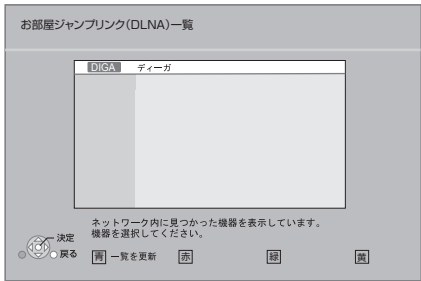 お部屋ジャンプリンク(DLNA)一覧
DIGA ディーガ
ネットワーク内に見つかった機器を表示しています。
機器を選択してください。
決定
戻る
青 一覧を更新 赤 緑 黄